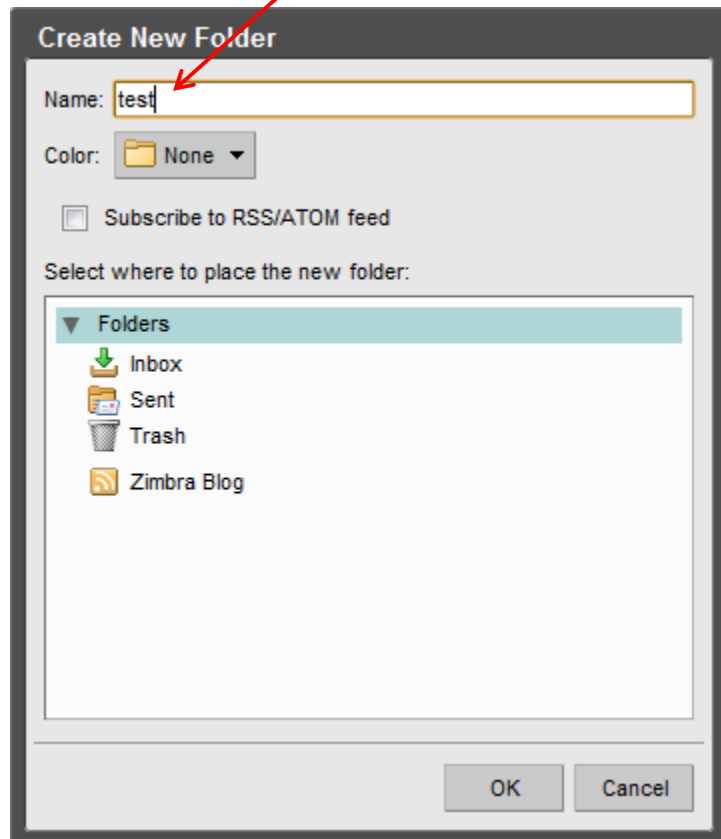 Create New Folder
Name: test
Color: None
Subscribe to RSS/ATOM feed
Select where to place the new folder:
Folders
Inbox
Sent
Trash
Zimbra Blog
OK Cancel